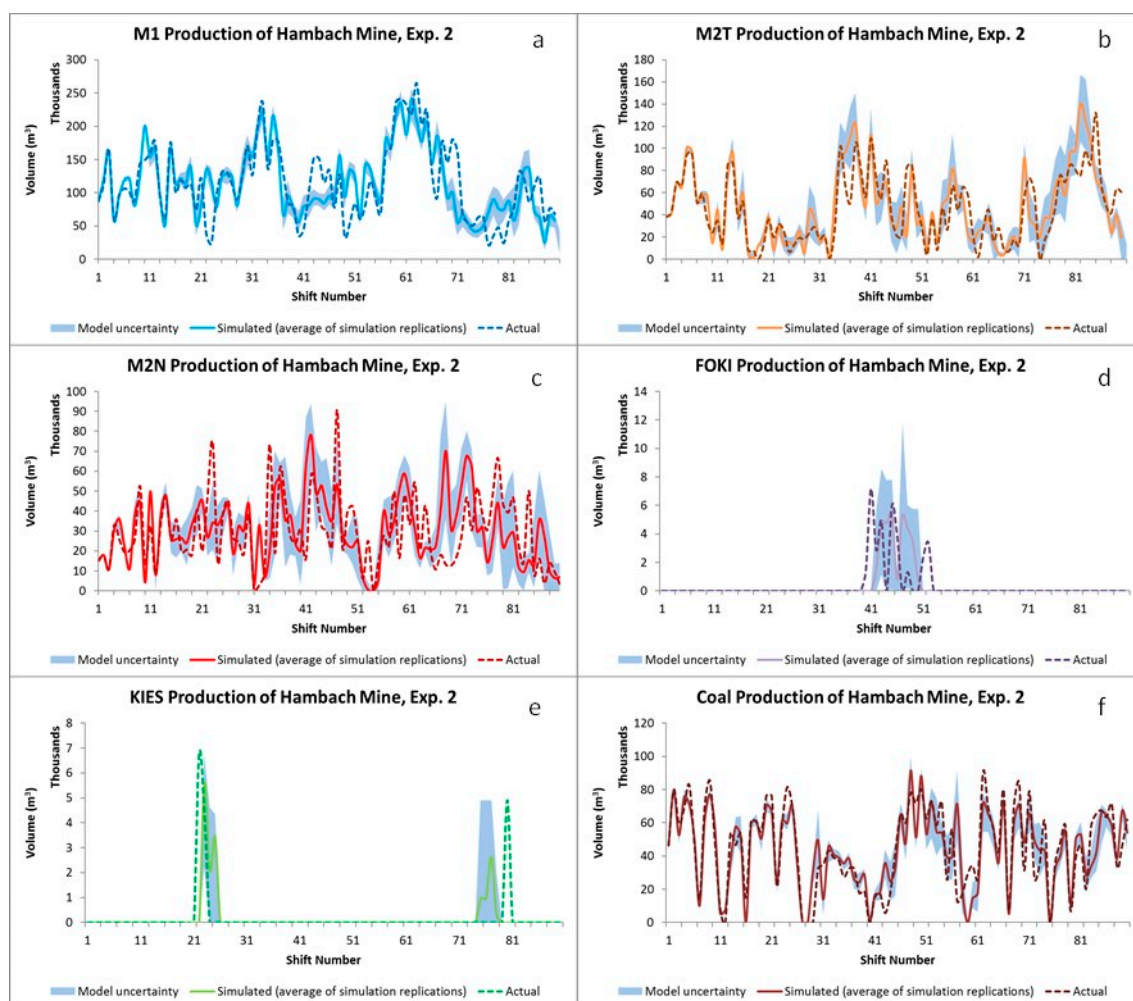 M1 Production of Hambach Mine, Exp. 2
a
Thousands
Volume (m³)
300
250
200
150
100
50
0
1 11 21 31 41 51 61 71 81
Shift Number
Model uncertainty Simulated (average of simulation replications) Actual
M2T Production of Hambach Mine, Exp. 2
b
Thousands
Volume (m³)
180
160
140
120
100
80
60
40
20
0
1 11 21 31 41 51 61 71 81
Shift Number
Model uncertainty Simulated (average of simulation replications) Actual
M2N Production of Hambach Mine, Exp. 2
c
Thousands
Volume (m³)
100
90
80
70
60
50
40
30
20
10
0
1 11 21 31 41 51 61 71 81
Shift Number
Model uncertainty Simulated (average of simulation replications) Actual
FOKI Production of Hambach Mine, Exp. 2
d
Thousands
Volume (m³)
14
12
10
8
6
4
2
0
1 11 21 31 41 51 61 71 81
Shift Number
Model uncertainty Simulated (average of simulation replications) Actual
KIES Production of Hambach Mine, Exp. 2
e
Thousands
Volume (m³)
8
7
6
5
4
3
2
1
0
1 11 21 31 41 51 61 71 81
Shift Number
Model uncertainty Simulated (average of simulation replications) Actual
Coal Production of Hambach Mine, Exp. 2
f
Thousands
Volume (m³)
120
100
80
60
40
20
0
1 11 21 31 41 51 61 71 81
Shift Number
Model uncertainty Simulated (average of simulation replications) Actual